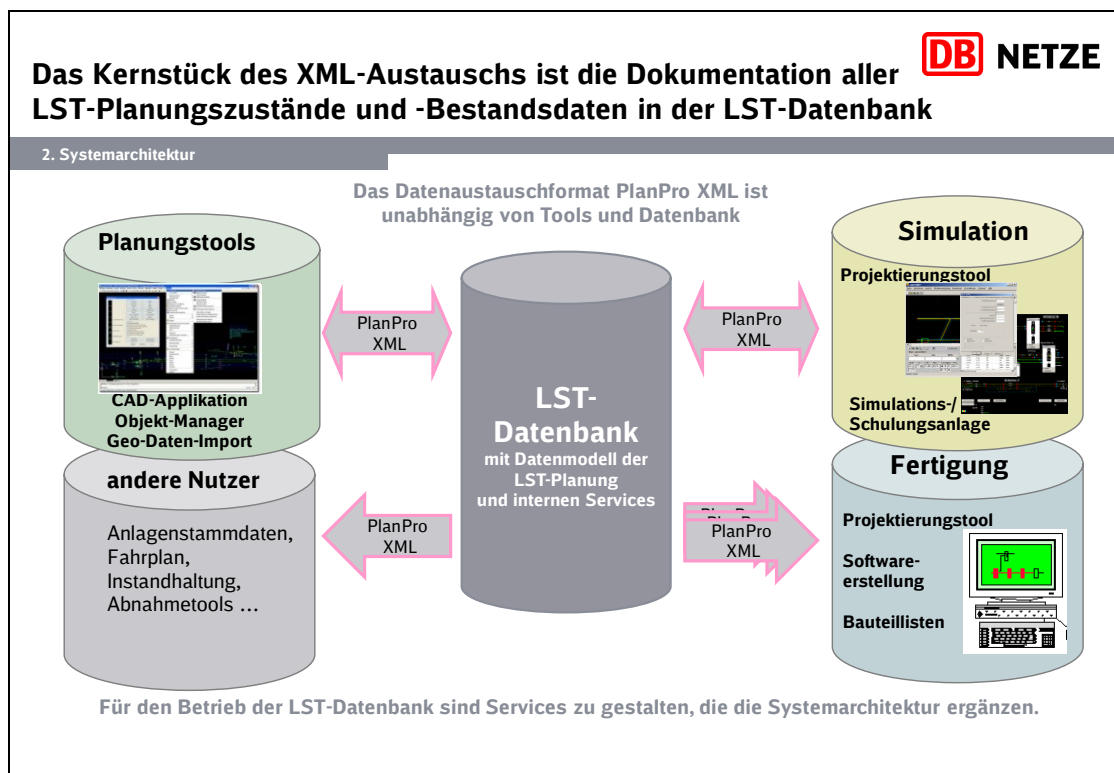 DB NETZE
Das Kernstück des XML-Austauschs ist die Dokumentation aller
LST-Planungszustände und -Bestandsdaten in der LST-Datenbank
2. Systemarchitektur
Das Datenaustauschformat PlanPro XML ist
unabhängig von Tools und Datenbank
Planungstools
CAD-Applikation
Objekt-Manager
Geo-Daten-Import
PlanPro
XML
andere Nutzer
Anlagenstammdaten,
Fahrplan,
Instandhaltung,
Abnahmetools ...
PlanPro
XML
LST-
Datenbank
mit Datenmodell der
LST-Planung
und internen Services
PlanPro
XML
Simulation
Projektierungstool
Simulations-/
Schulungsanlage
PlanPro
XML
Fertigung
Projektierungstool
Software-
erstellung
Bauteillisten
Für den Betrieb der LST-Datenbank sind Services zu gestalten, die die Systemarchitektur ergänzen.